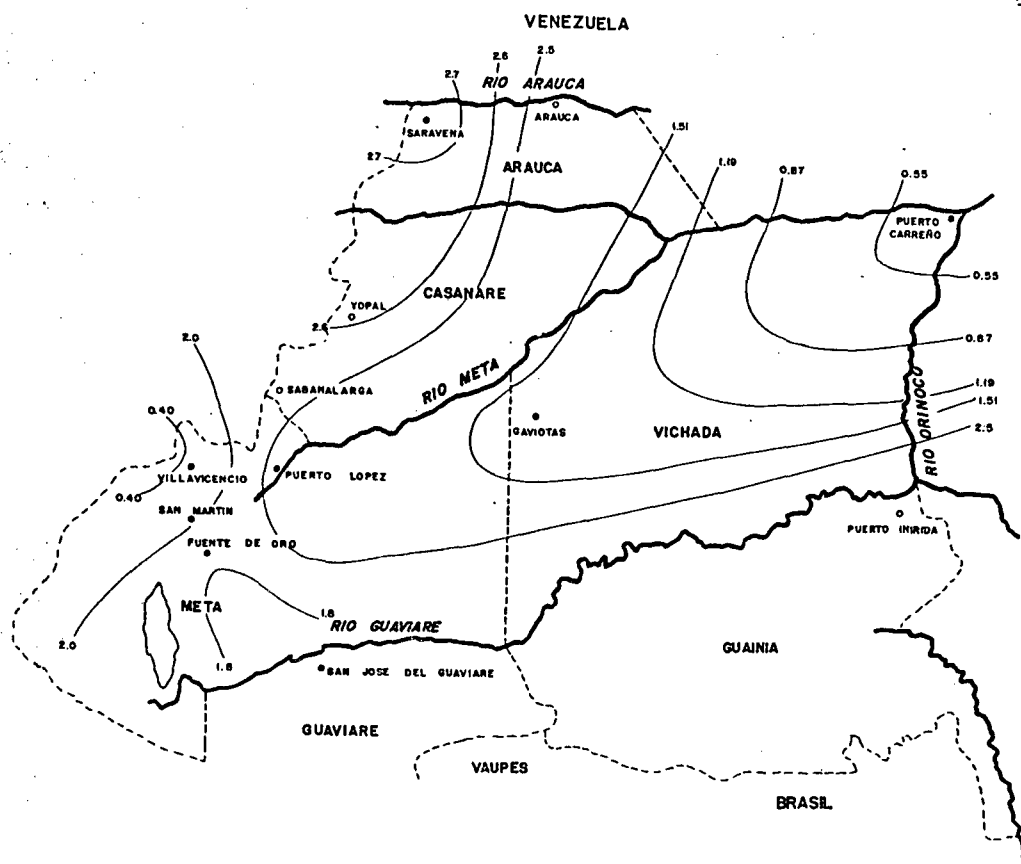 VENEZUELA
2.5
2.6
2.7
RIO ARAUCA
ARAUCA
SARAVENA
1.51
27
ARAUCA
1.19
0.87
0.55
PUERTO
CARREÑO
0.55
CASANARE
YOPAL
2.6
2.0
0.87
RIO META
SABANALARGA
1.19
1.51
0.40
GAVIOTAS
VICHADA
RIO ORINOCO
2.5
VILLAVICENCIO
PUERTO LOPEZ
0.40
SAN MARTIN
PUERTO INIRIDA
FUENTE DE ORO
META
1.8
RIO GUAVIARE
2.0
1.8
SAN JOSE DEL GUAVIARE
GUAINIA
GUAVIARE
VAUPES
BRASIL